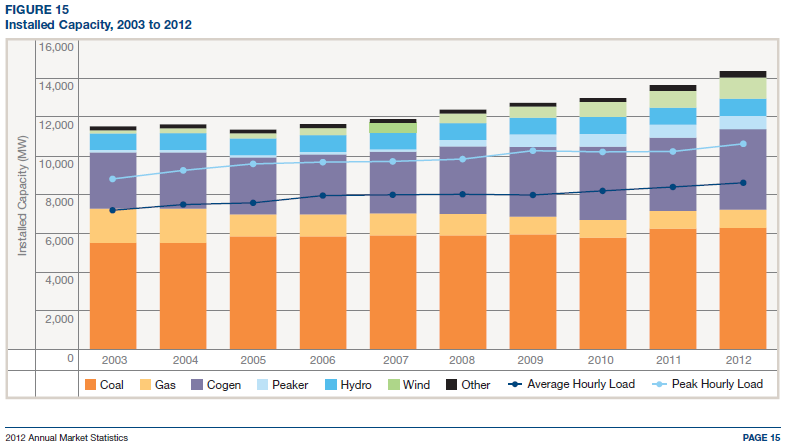 FIGURE 15
Installed Capacity, 2003 to 2012
Installed Capacity (MW)
16,000
14,000
12,000
10,000
8,000
6,000
4,000
2,000
0
2003 2004 2005 2006 2007 2008 2009 2010 2011 2012
Coal Gas Cogen Peaker Hydro Wind Other Average Hourly Load Peak Hourly Load
2012 Annual Market Statistics PAGE 15